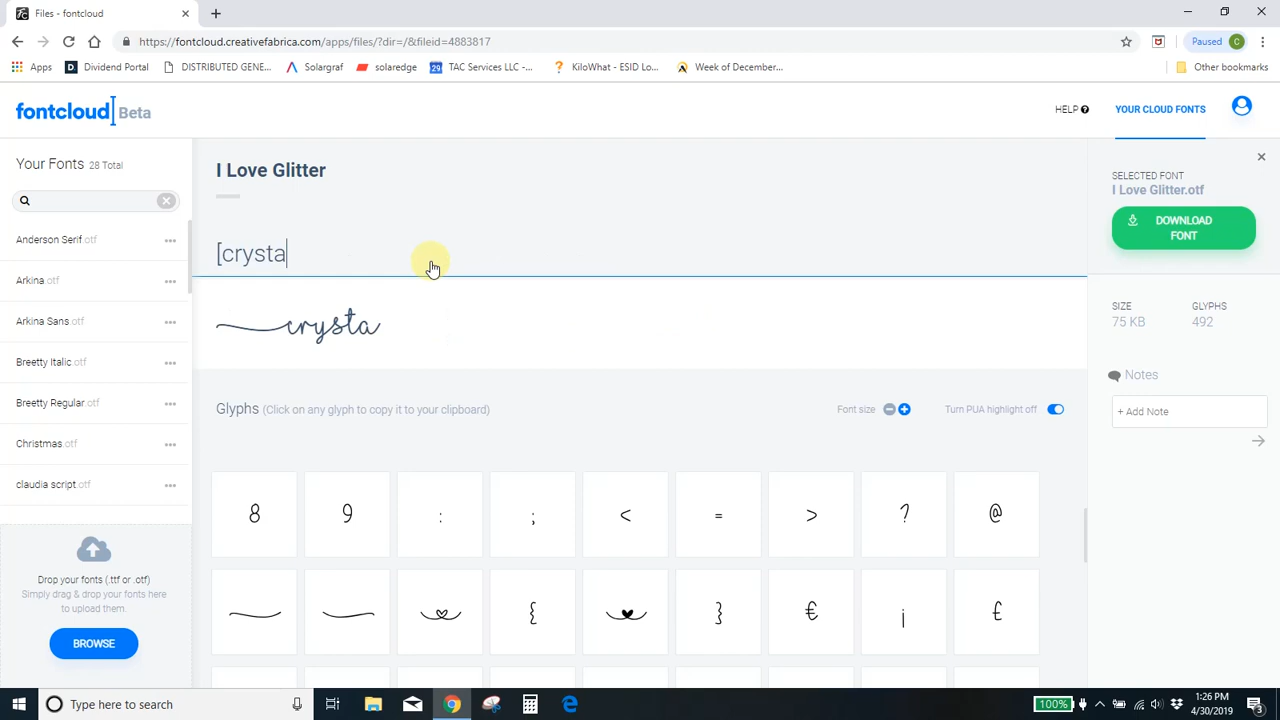 Files - fontcloud
https://fontcloud.creativefabrica.com/apps/files/?dir=/&fileid=4883817
Paused C
Apps
D Dividend Portal
DISTRIBUTED GENE...
Solargraf
solaredge
29 TAC Services LLC -...
? KiloWhat - ESID Lo...
Week of December...
Other bookmarks
fontcloud Beta
HELP ?
YOUR CLOUD FONTS
Your Fonts 28 Total
Anderson Serif.otf
Arkina.otf
Arkina Sans.otf
Breetty Italic.otf
Breetty Regular.otf
Christmas.otf
claudia script.otf
Drop your fonts (.ttf or .otf)
Simply drag & drop your fonts here
to upload them.
BROWSE
I Love Glitter
[crysta
crysta
Glyphs (Click on any glyph to copy it to your clipboard)
Font size
Turn PUA highlight off
8 9 : ; < = > ? @
{ } € ¡ £
SELECTED FONT
I Love Glitter.otf
DOWNLOAD
FONT
SIZE
75 KB
GLYPHS
492
Notes
+ Add Note
Type here to search
100%
1:26 PM
4/30/2019
3